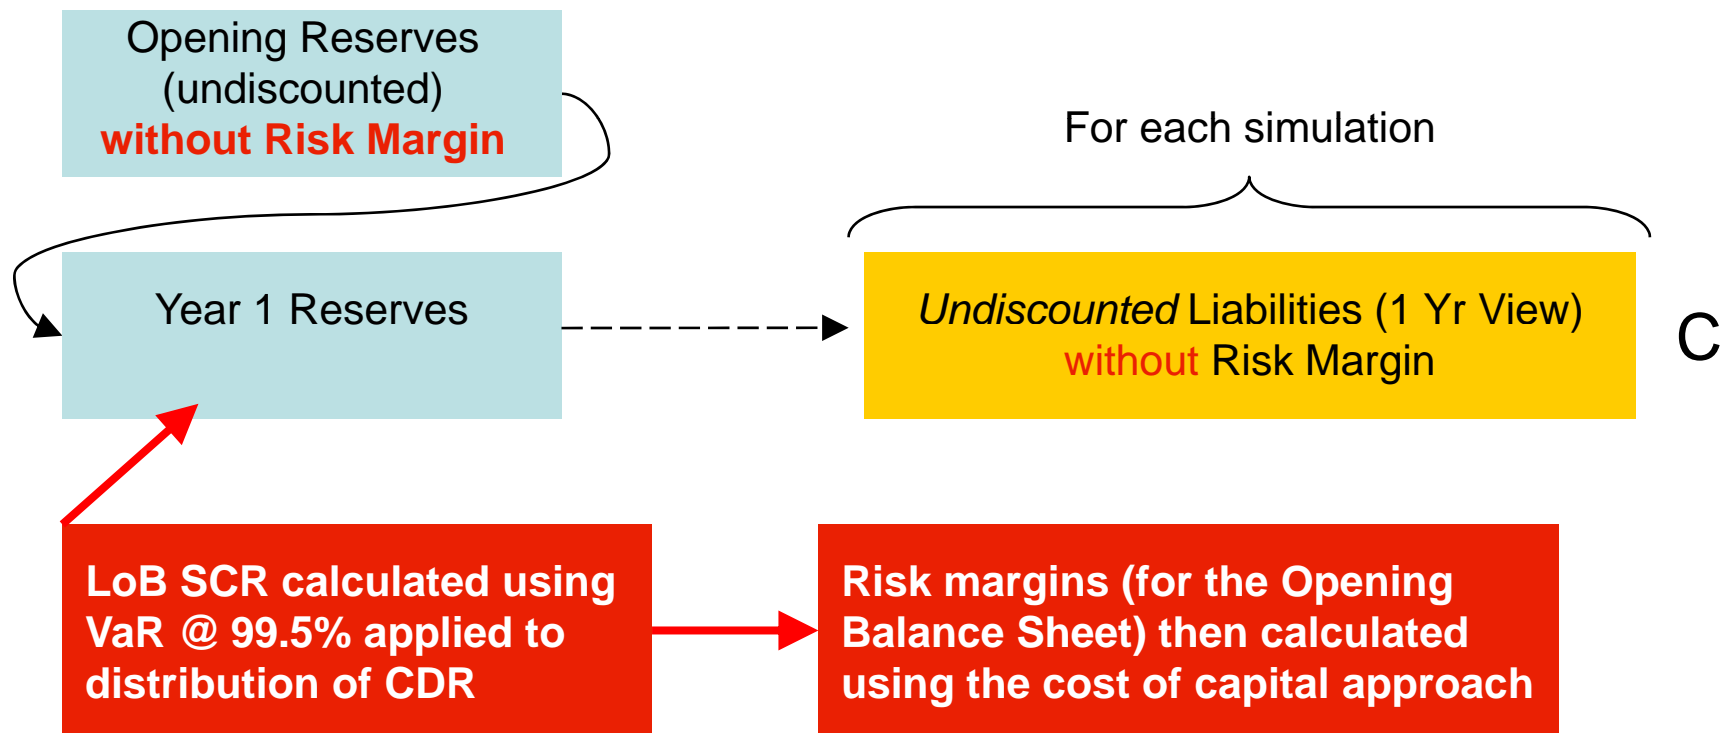 Opening Reserves
(undiscounted)
without Risk Margin
For each simulation
Year 1 Reserves
Undiscounted Liabilities (1 Yr View)
without Risk Margin
C
LoB SCR calculated using
VaR @ 99.5% applied to
distribution of CDR
Risk margins (for the Opening
Balance Sheet) then calculated
using the cost of capital approach